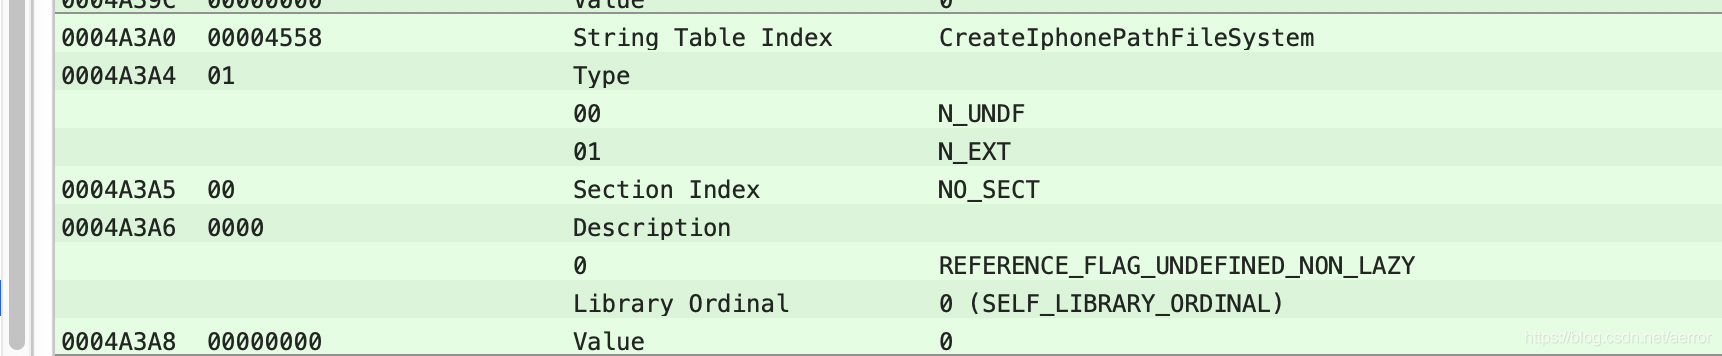 0004A39C 00000000 Value 0
0004A3A0 00004558 String Table Index CreateIphonePathFileSystem
0004A3A4 01 Type
00 N_UNDF
01 N_EXT
0004A3A5 00 Section Index NO_SECT
0004A3A6 0000 Description
0 REFERENCE_FLAG_UNDEFINED_NON_LAZY
Library Ordinal 0 (SELF_LIBRARY_ORDINAL)
0004A3A8 00000000 Value 0
https://blog.csdn.net/aerror